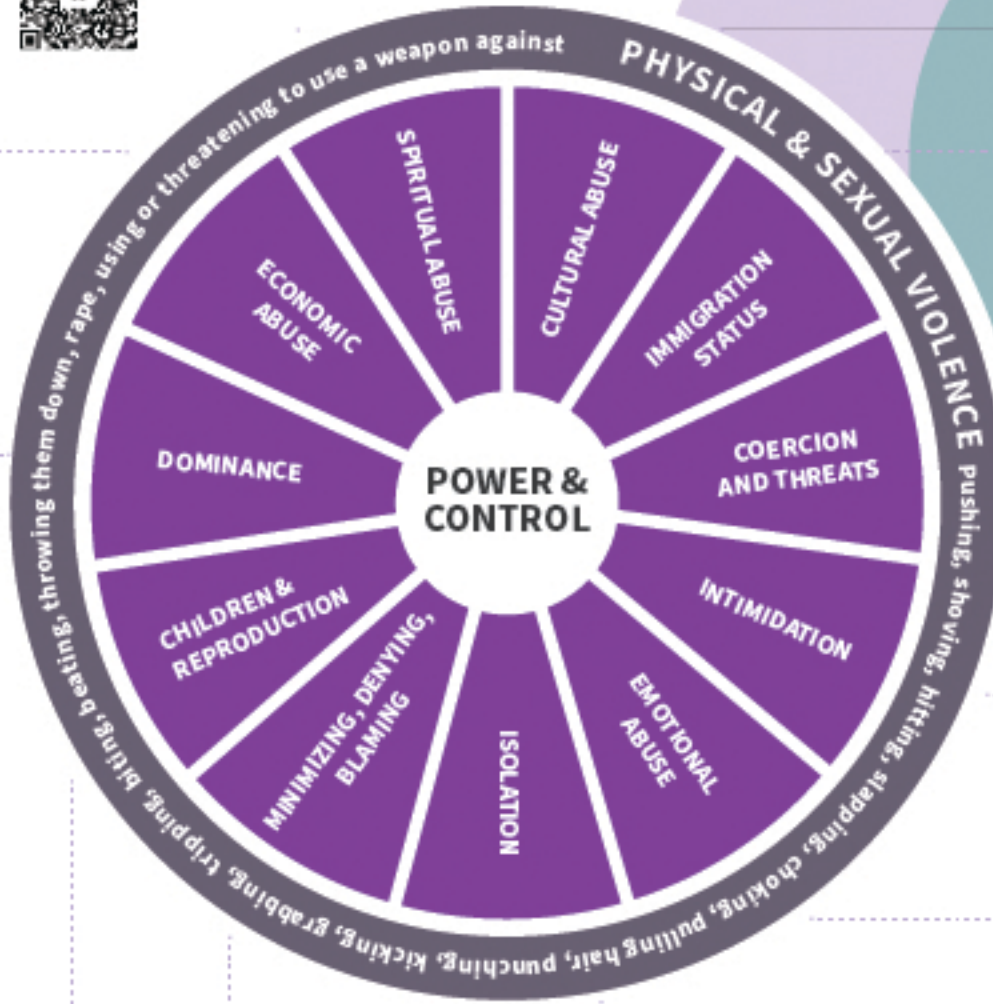 PHYSICAL & SEXUAL VIOLENCE pushing, shoving, hitting, slapping, choking, pulling hair, punching, kicking, grabbing, tripping, biting, beating, throwing them down, rape, using or threatening to use a weapon against
POWER &
CONTROL
CULTURAL ABUSE
IMMIGRATION
STATUS
COERCION
AND THREATS
INTIMIDATION
EMOTIONAL
ABUSE
ISOLATION
MINIMIZING, DENYING,
BLAMING
CHILDREN &
REPRODUCTION
DOMINANCE
ECONOMIC
ABUSE
SPIRITUAL ABUSE